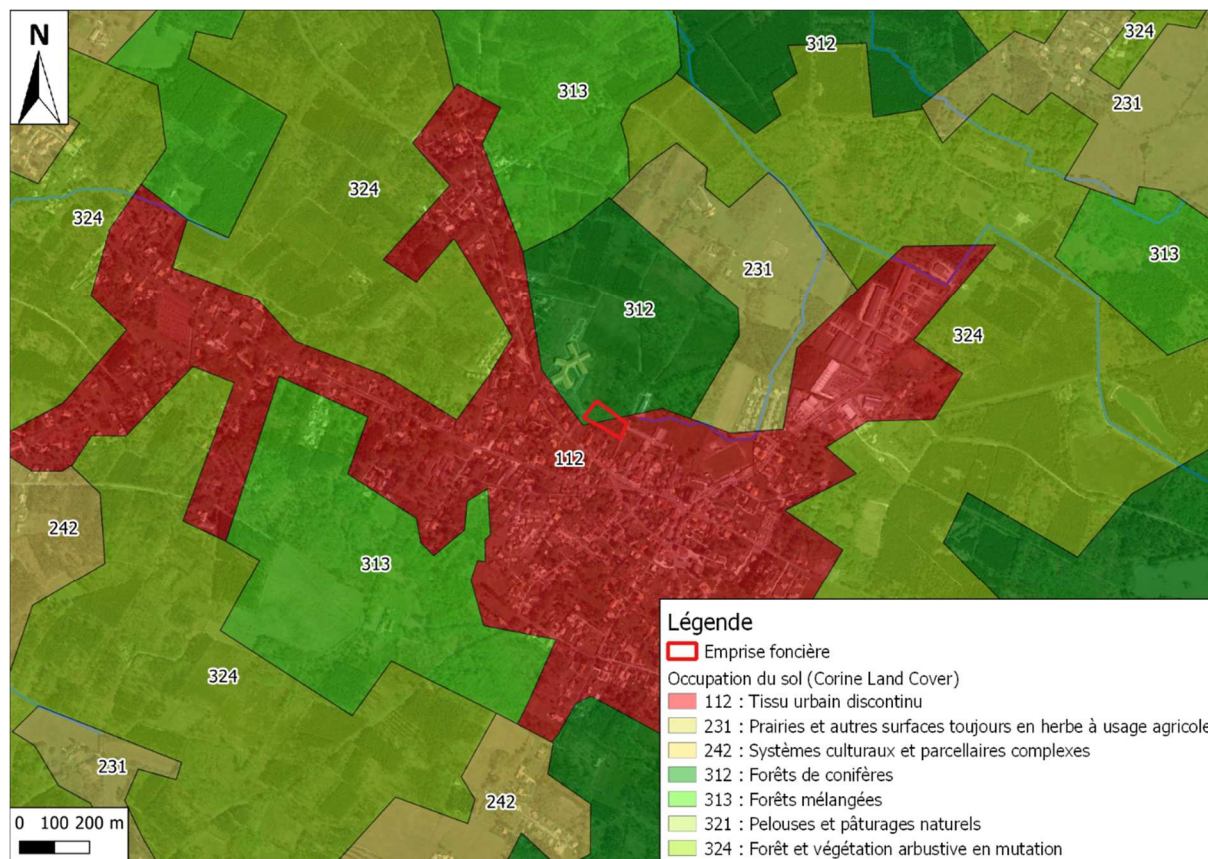 N
324
312
313
231
324
324
313
231
312
324
112
242
313
324
231
242
0 100 200 m
Légende
Emprise foncière
Occupation du sol (Corine Land Cover)
112 : Tissu urbain discontinu
231 : Prairies et autres surfaces toujours en herbe à usage agricole
242 : Systèmes culturaux et parcellaires complexes
312 : Forêts de conifères
313 : Forêts mélangées
321 : Pelouses et pâturages naturels
324 : Forêt et végétation arbustive en mutation